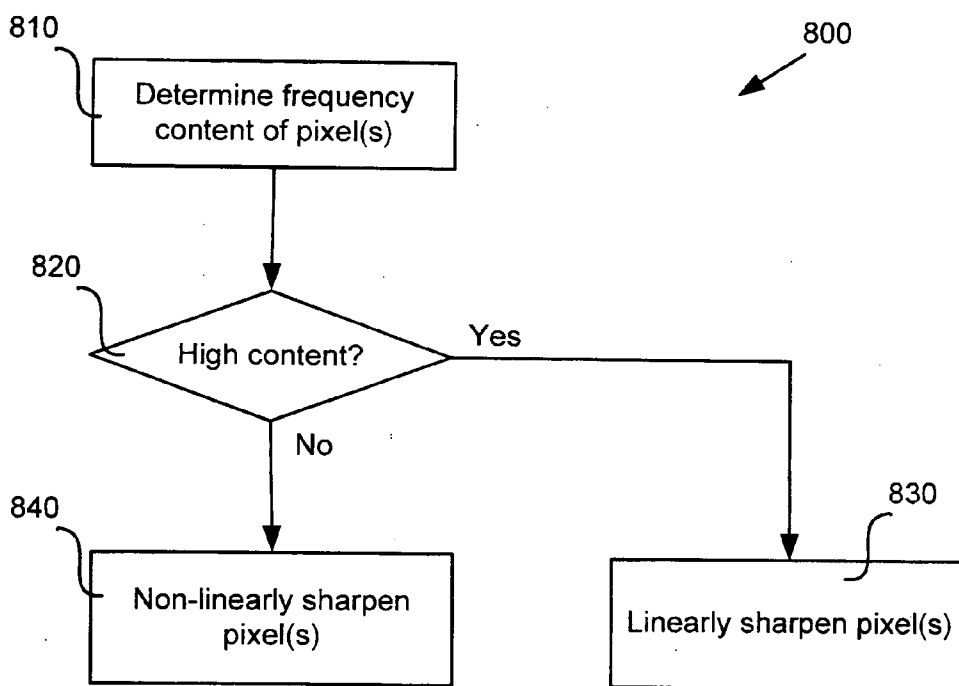 810
800
Determine frequency
content of pixel(s)
820
High content?
Yes
No
840
830
Non-linearly sharpen
pixel(s)
Linearly sharpen pixel(s)